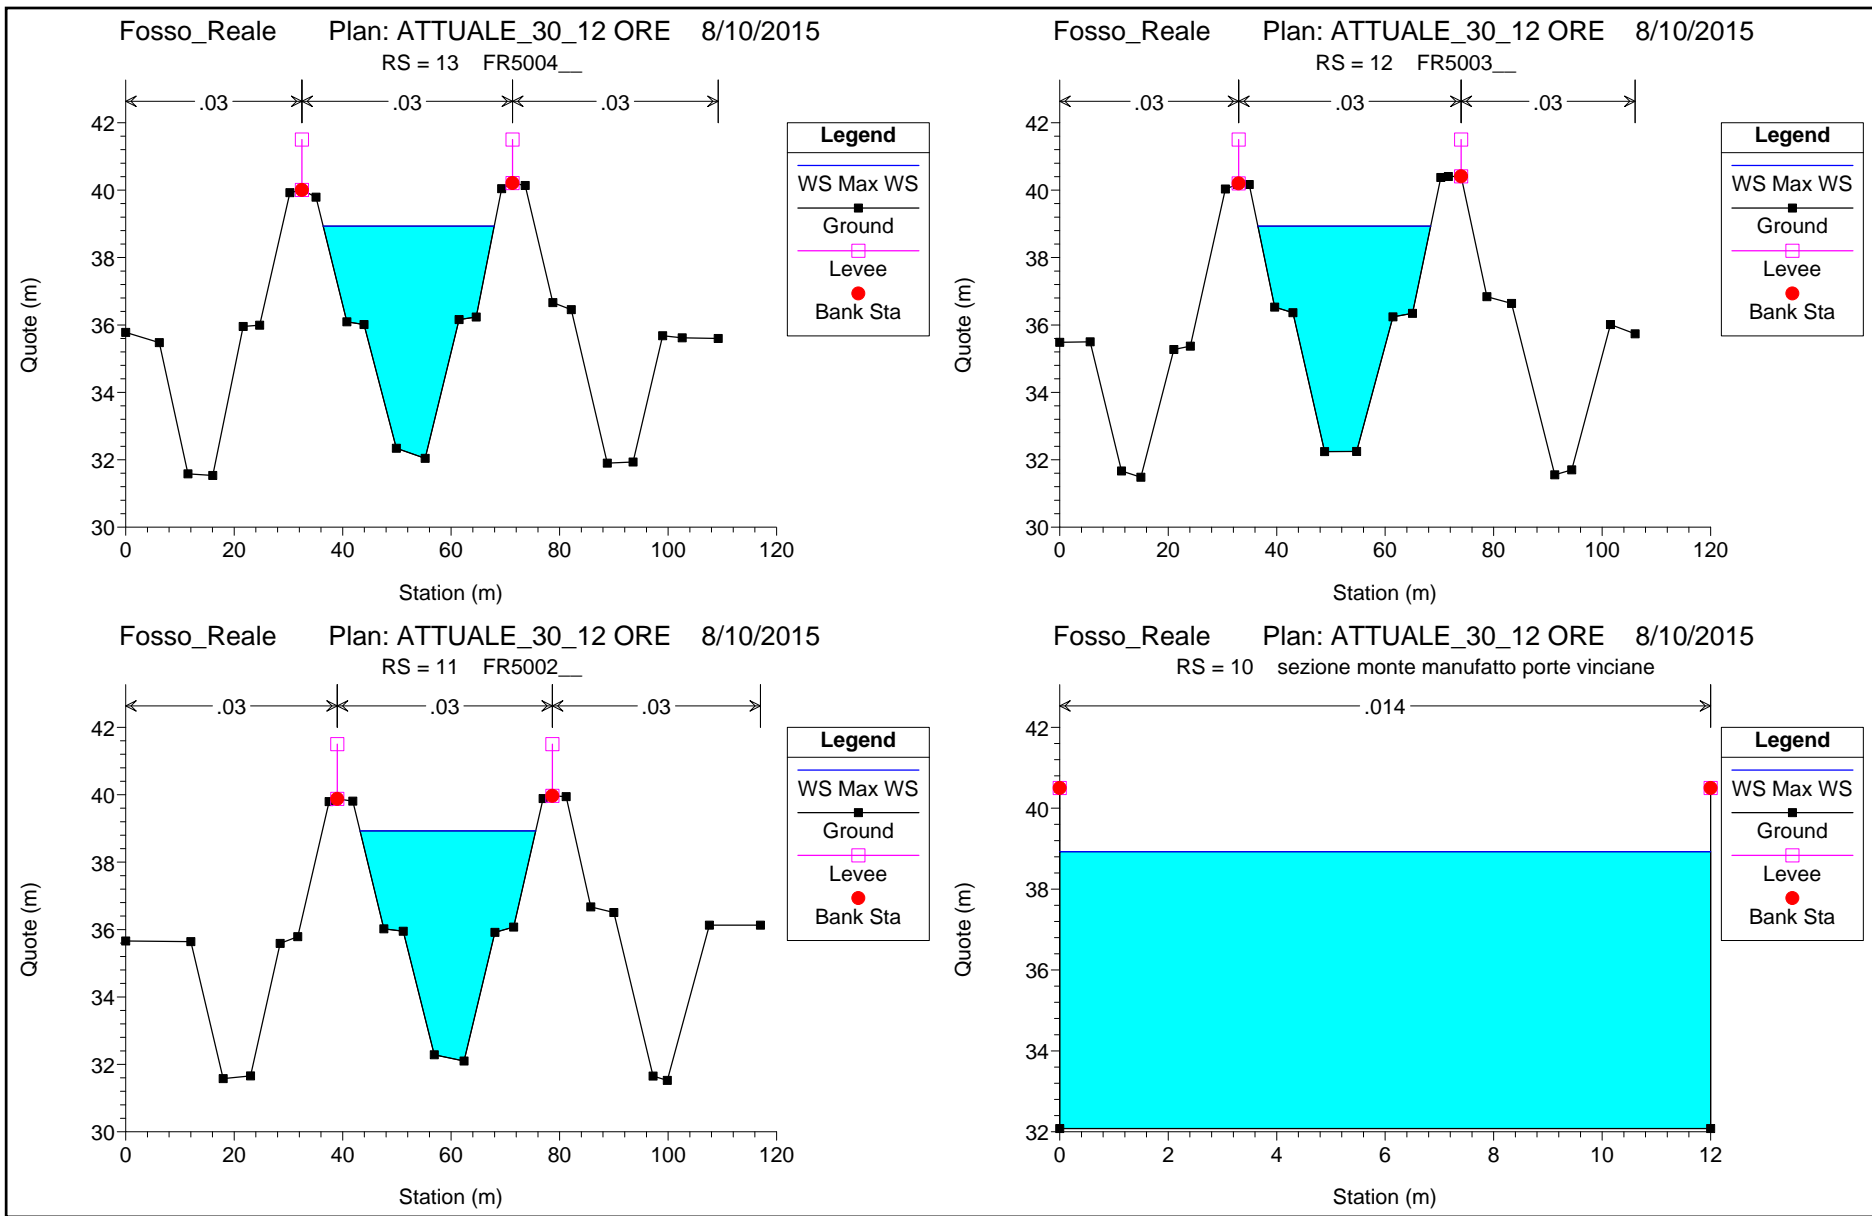 Fosso_Reale Plan: ATTUALE_30_12 ORE 8/10/2015
RS = 13 FR5004__
.03 .03 .03
42
40
38
36
34
32
30
0 20 40 60 80 100 120
Quote (m)
Station (m)
Legend
WS Max WS
Ground
Levee
Bank Sta
Fosso_Reale Plan: ATTUALE_30_12 ORE 8/10/2015
RS = 12 FR5003__
.03 .03 .03
42
40
38
36
34
32
30
0 20 40 60 80 100 120
Quote (m)
Station (m)
Legend
WS Max WS
Ground
Levee
Bank Sta
Fosso_Reale Plan: ATTUALE_30_12 ORE 8/10/2015
RS = 11 FR5002__
.03 .03 .03
42
40
38
36
34
32
30
0 20 40 60 80 100 120
Quote (m)
Station (m)
Legend
WS Max WS
Ground
Levee
Bank Sta
Fosso_Reale Plan: ATTUALE_30_12 ORE 8/10/2015
RS = 10 sezione monte manufatto porte vinciane
.014
42
40
38
36
34
32
0 2 4 6 8 10 12
Quote (m)
Station (m)
Legend
WS Max WS
Ground
Levee
Bank Sta